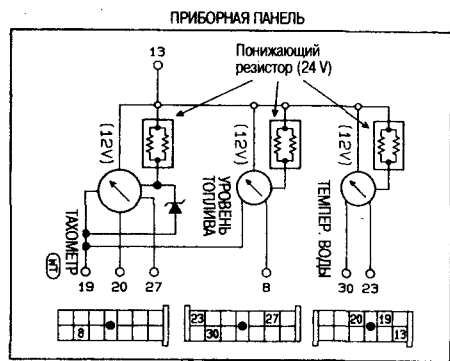 ПРИБОРНАЯ ПАНЕЛЬ
13
Понижающий
резистор (24 V)
(12V)
(12V)
(12V)
ТАХОМЕТР
УРОВЕНЬ
ТОПЛИВА
ТЕМПЕР. ВОДЫ
MT
19
20
27
8
30
23
8
23
27
30
20
19
13